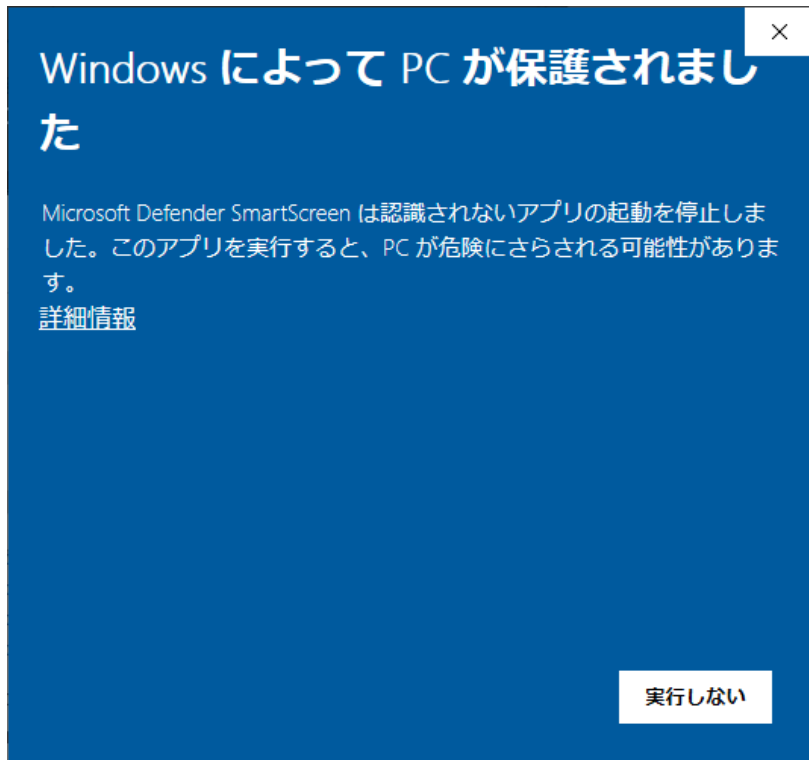 Windows によって PC が保護されまし
た
Microsoft Defender SmartScreen は認識されないアプリの起動を停止しま
した。このアプリを実行すると、PC が危険にさらされる可能性がありま
す。
詳細情報
実行しない